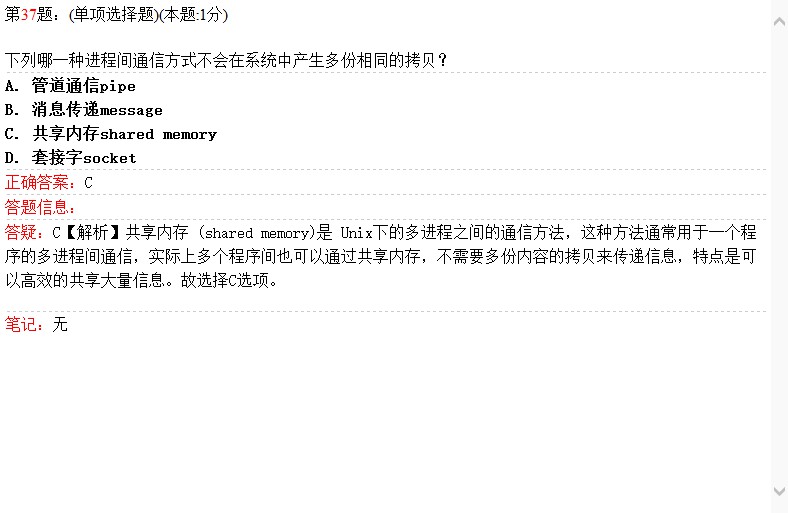 第37题：(单项选择题)(本题:1分)
下列哪一种进程间通信方式不会在系统中产生多份相同的拷贝？
A. 管道通信pipe
B. 消息传递message
C. 共享内存shared memory
D. 套接字socket
正确答案：C
答题信息：
答疑：C【解析】共享内存 (shared memory)是 Unix下的多进程之间的通信方法，这种方法通常用于一个程
序的多进程间通信，实际上多个程序间也可以通过共享内存，不需要多份内容的拷贝来传递信息，特点是可
以高效的共享大量信息。故选择C选项。
笔记：无